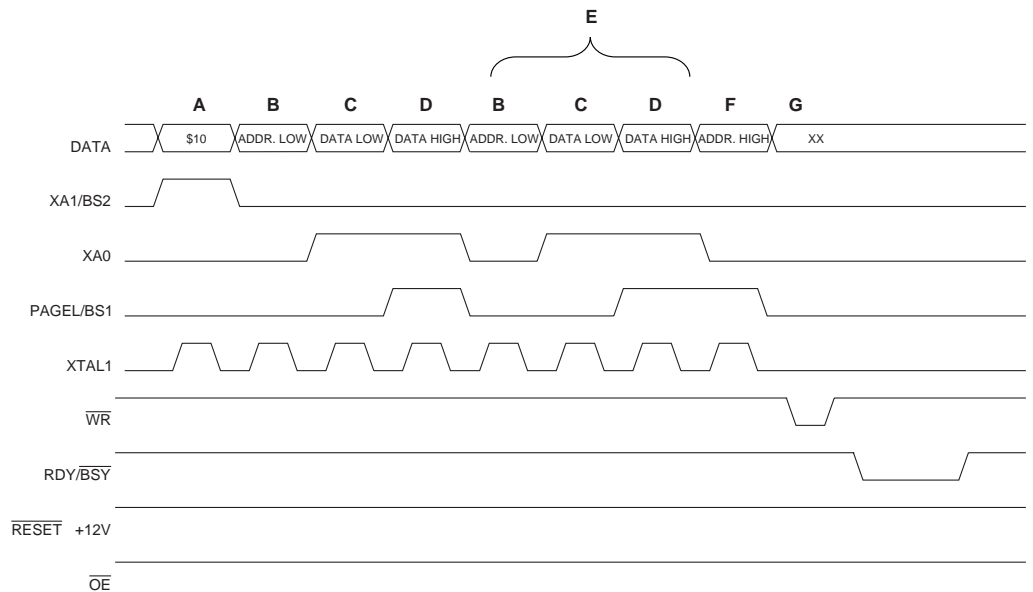 E
A B C D B C D F G
DATA $10 ADDR. LOW DATA LOW DATA HIGH ADDR. LOW DATA LOW DATA HIGH ADDR. HIGH XX
XA1/BS2
XA0
PAGEL/BS1
XTAL1
WR
RDY/BSY
RESET +12V
OE